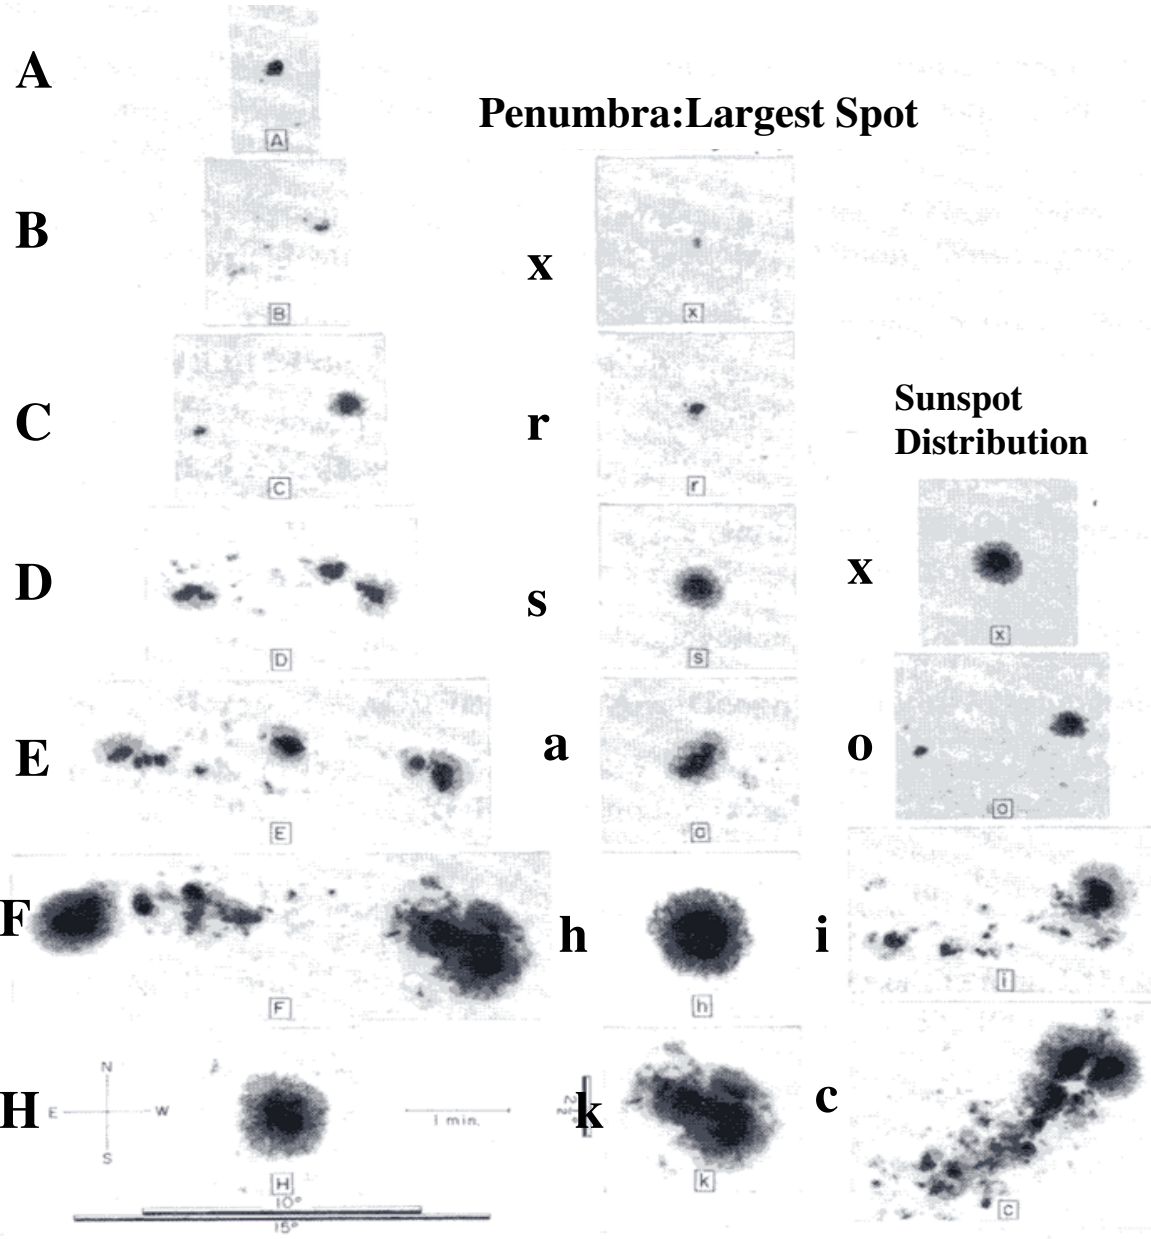 A
A
Penumbra:Largest Spot
B
B
x
x
C
C
r
r
Sunspot
Distribution
D
D
s
s
x
x
E
E
a
a
o
o
F
F
h
h
i
i
H
N
E W
S
1 min.
H
k
k
c
c
10°
15°